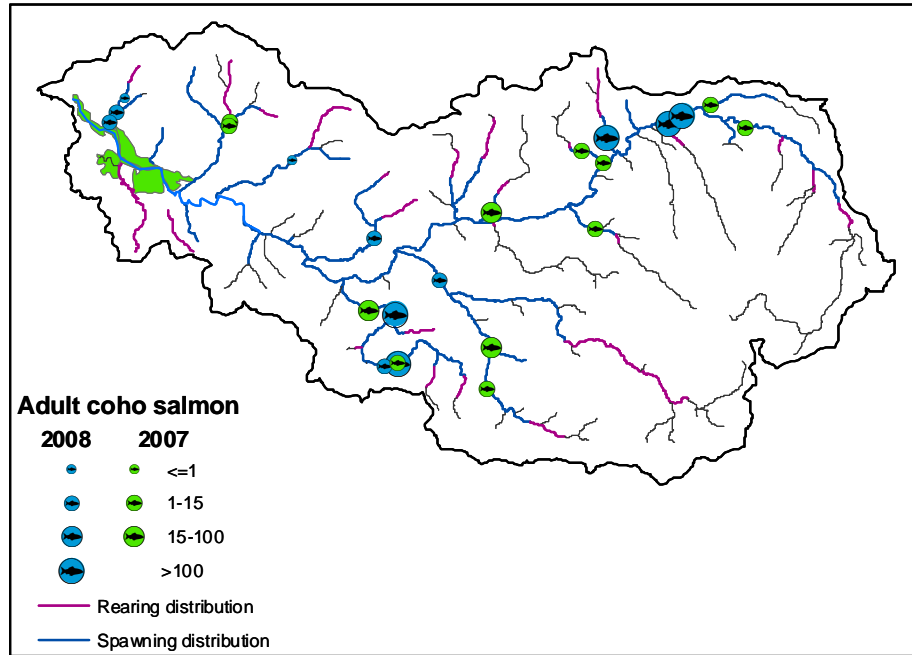 Adult coho salmon
2008 2007
<=1
1-15
15-100
>100
Rearing distribution
Spawning distribution